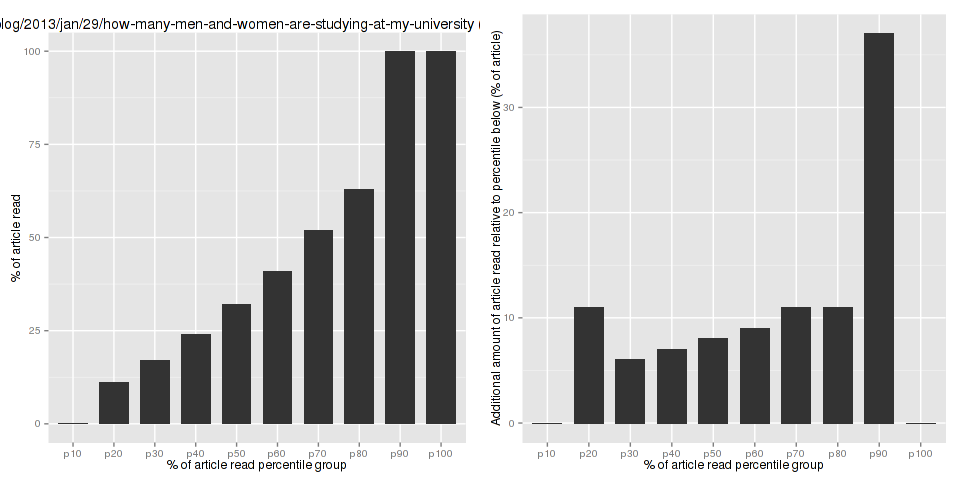 log/2013/jan/29/how-many-men-and-women-are-studying-at-my-university (
% of article read
100
75
50
25
0
p10 p20 p30 p40 p50 p60 p70 p80 p90 p100
% of article read percentile group
Additional amount of article read relative to percentile below (% of article)
30
20
10
0
p10 p20 p30 p40 p50 p60 p70 p80 p90 p100
% of article read percentile group